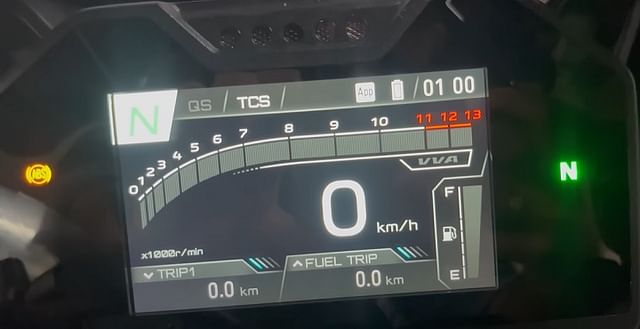 N QS / TCS / App / 01 00
0 1 2 3 4 5 6 7 8 9 10 11 12 13
VVA
ABS
N
0 km/h
F
x1000r/min
TRIP1 FUEL TRIP
E
0.0 km 0.0 km